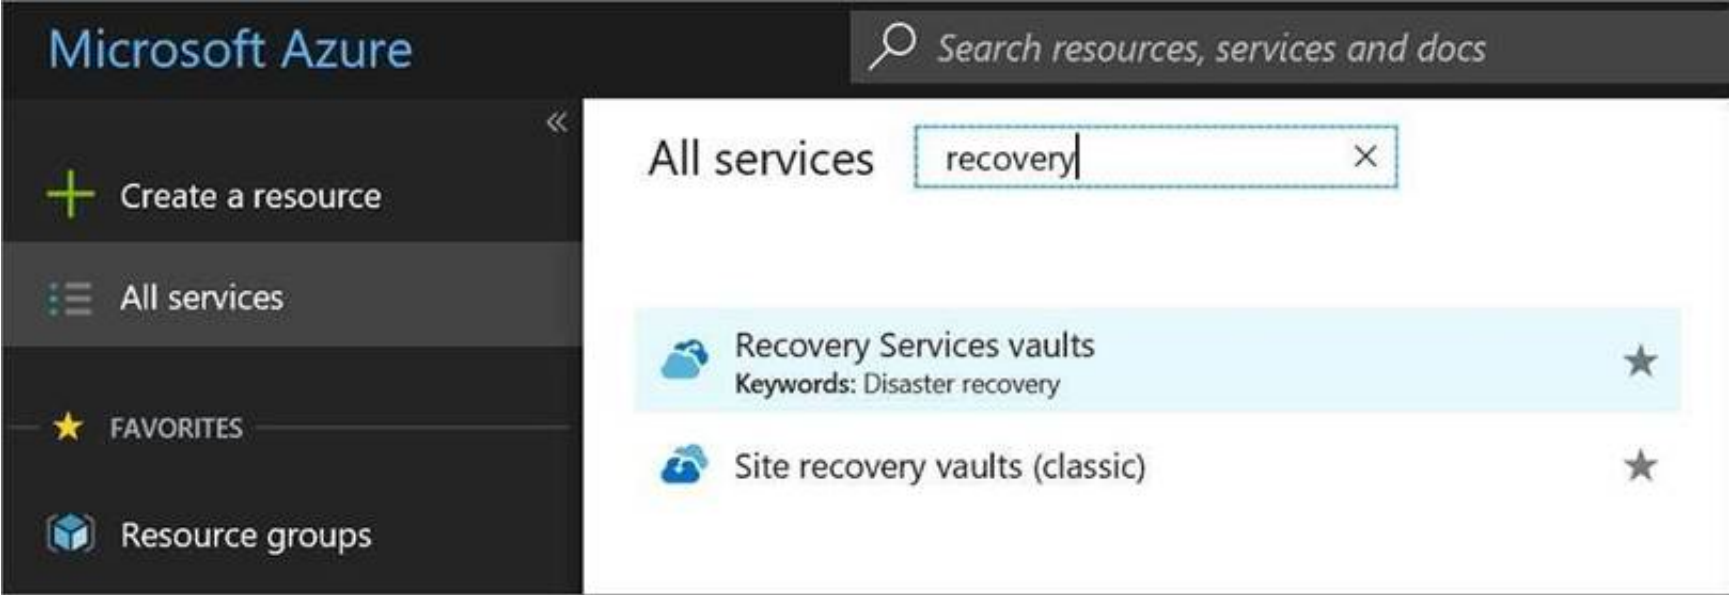 Microsoft Azure
Search resources, services and docs
Create a resource
All services
FAVORITES
Resource groups
All services
recovery
Recovery Services vaults
Keywords: Disaster recovery
Site recovery vaults (classic)